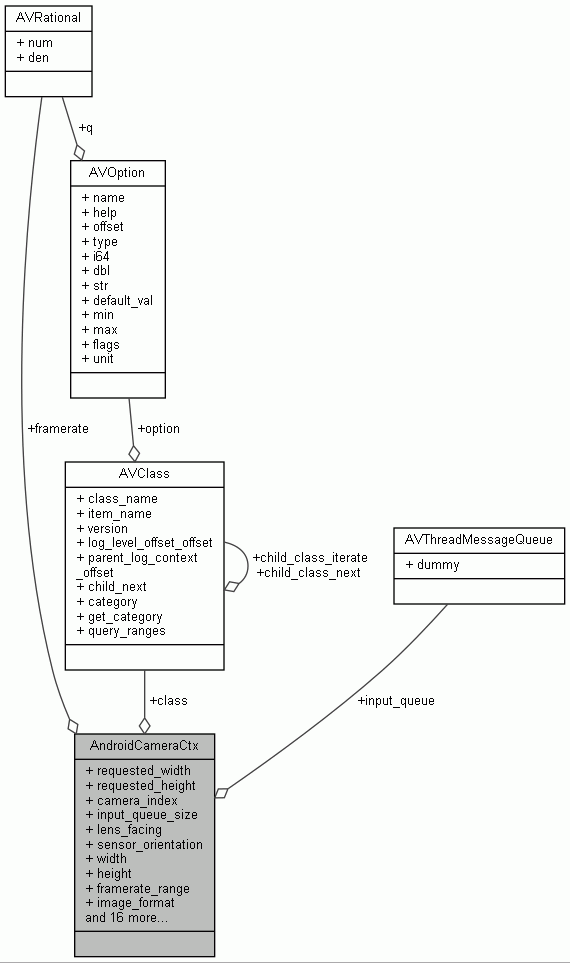 AVRational
+ num
+ den
+q
AVOption
+ name
+ help
+ offset
+ type
+ i64
+ dbl
+ str
+ default_val
+ min
+ max
+ flags
+ unit
+framerate
+option
AVClass
+ class_name
+ item_name
+ version
+ log_level_offset_offset
+ parent_log_context
_offset
+ child_next
+ category
+ get_category
+ query_ranges
+child_class_iterate
+child_class_next
AVThreadMessageQueue
+ dummy
+class
+input_queue
AndroidCameraCtx
+ requested_width
+ requested_height
+ camera_index
+ input_queue_size
+ lens_facing
+ sensor_orientation
+ width
+ height
+ framerate_range
+ image_format
and 16 more...